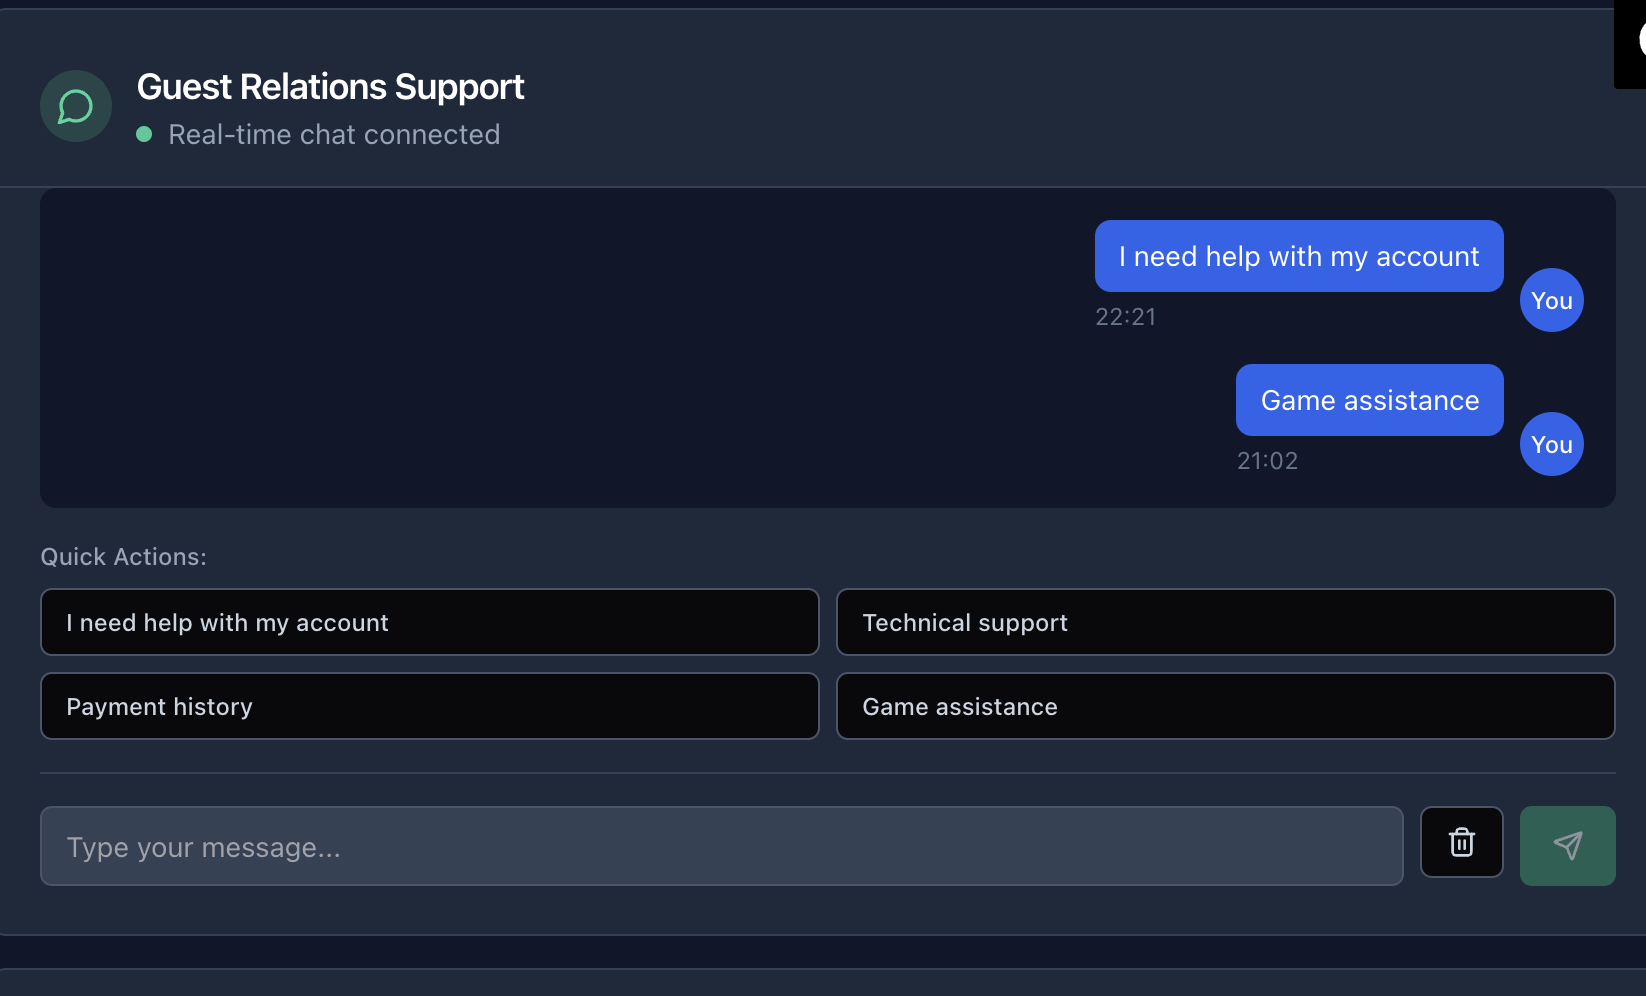 Guest Relations Support
Real-time chat connected
I need help with my account
22:21
You
Game assistance
21:02
You
Quick Actions:
I need help with my account
Technical support
Payment history
Game assistance
Type your message...